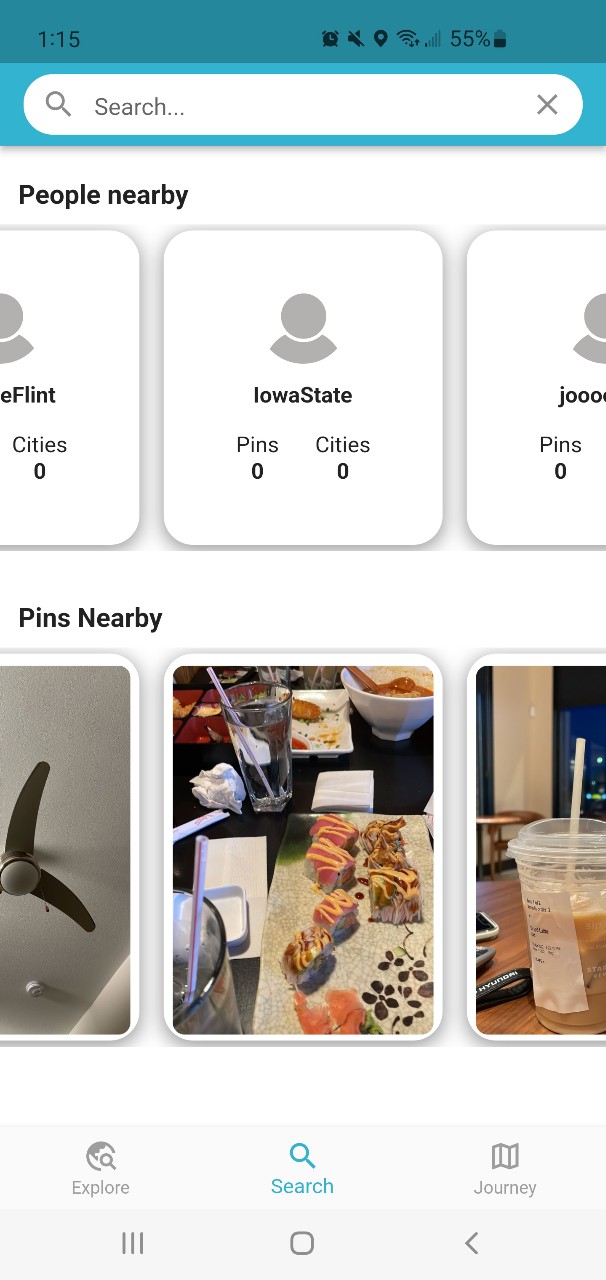 1:15 55%
Search...
People nearby
eFlint IowaState jooo
Cities Pins Cities Pins
0 0 0 0
Pins Nearby
HYUNDAI
Explore Search Journey